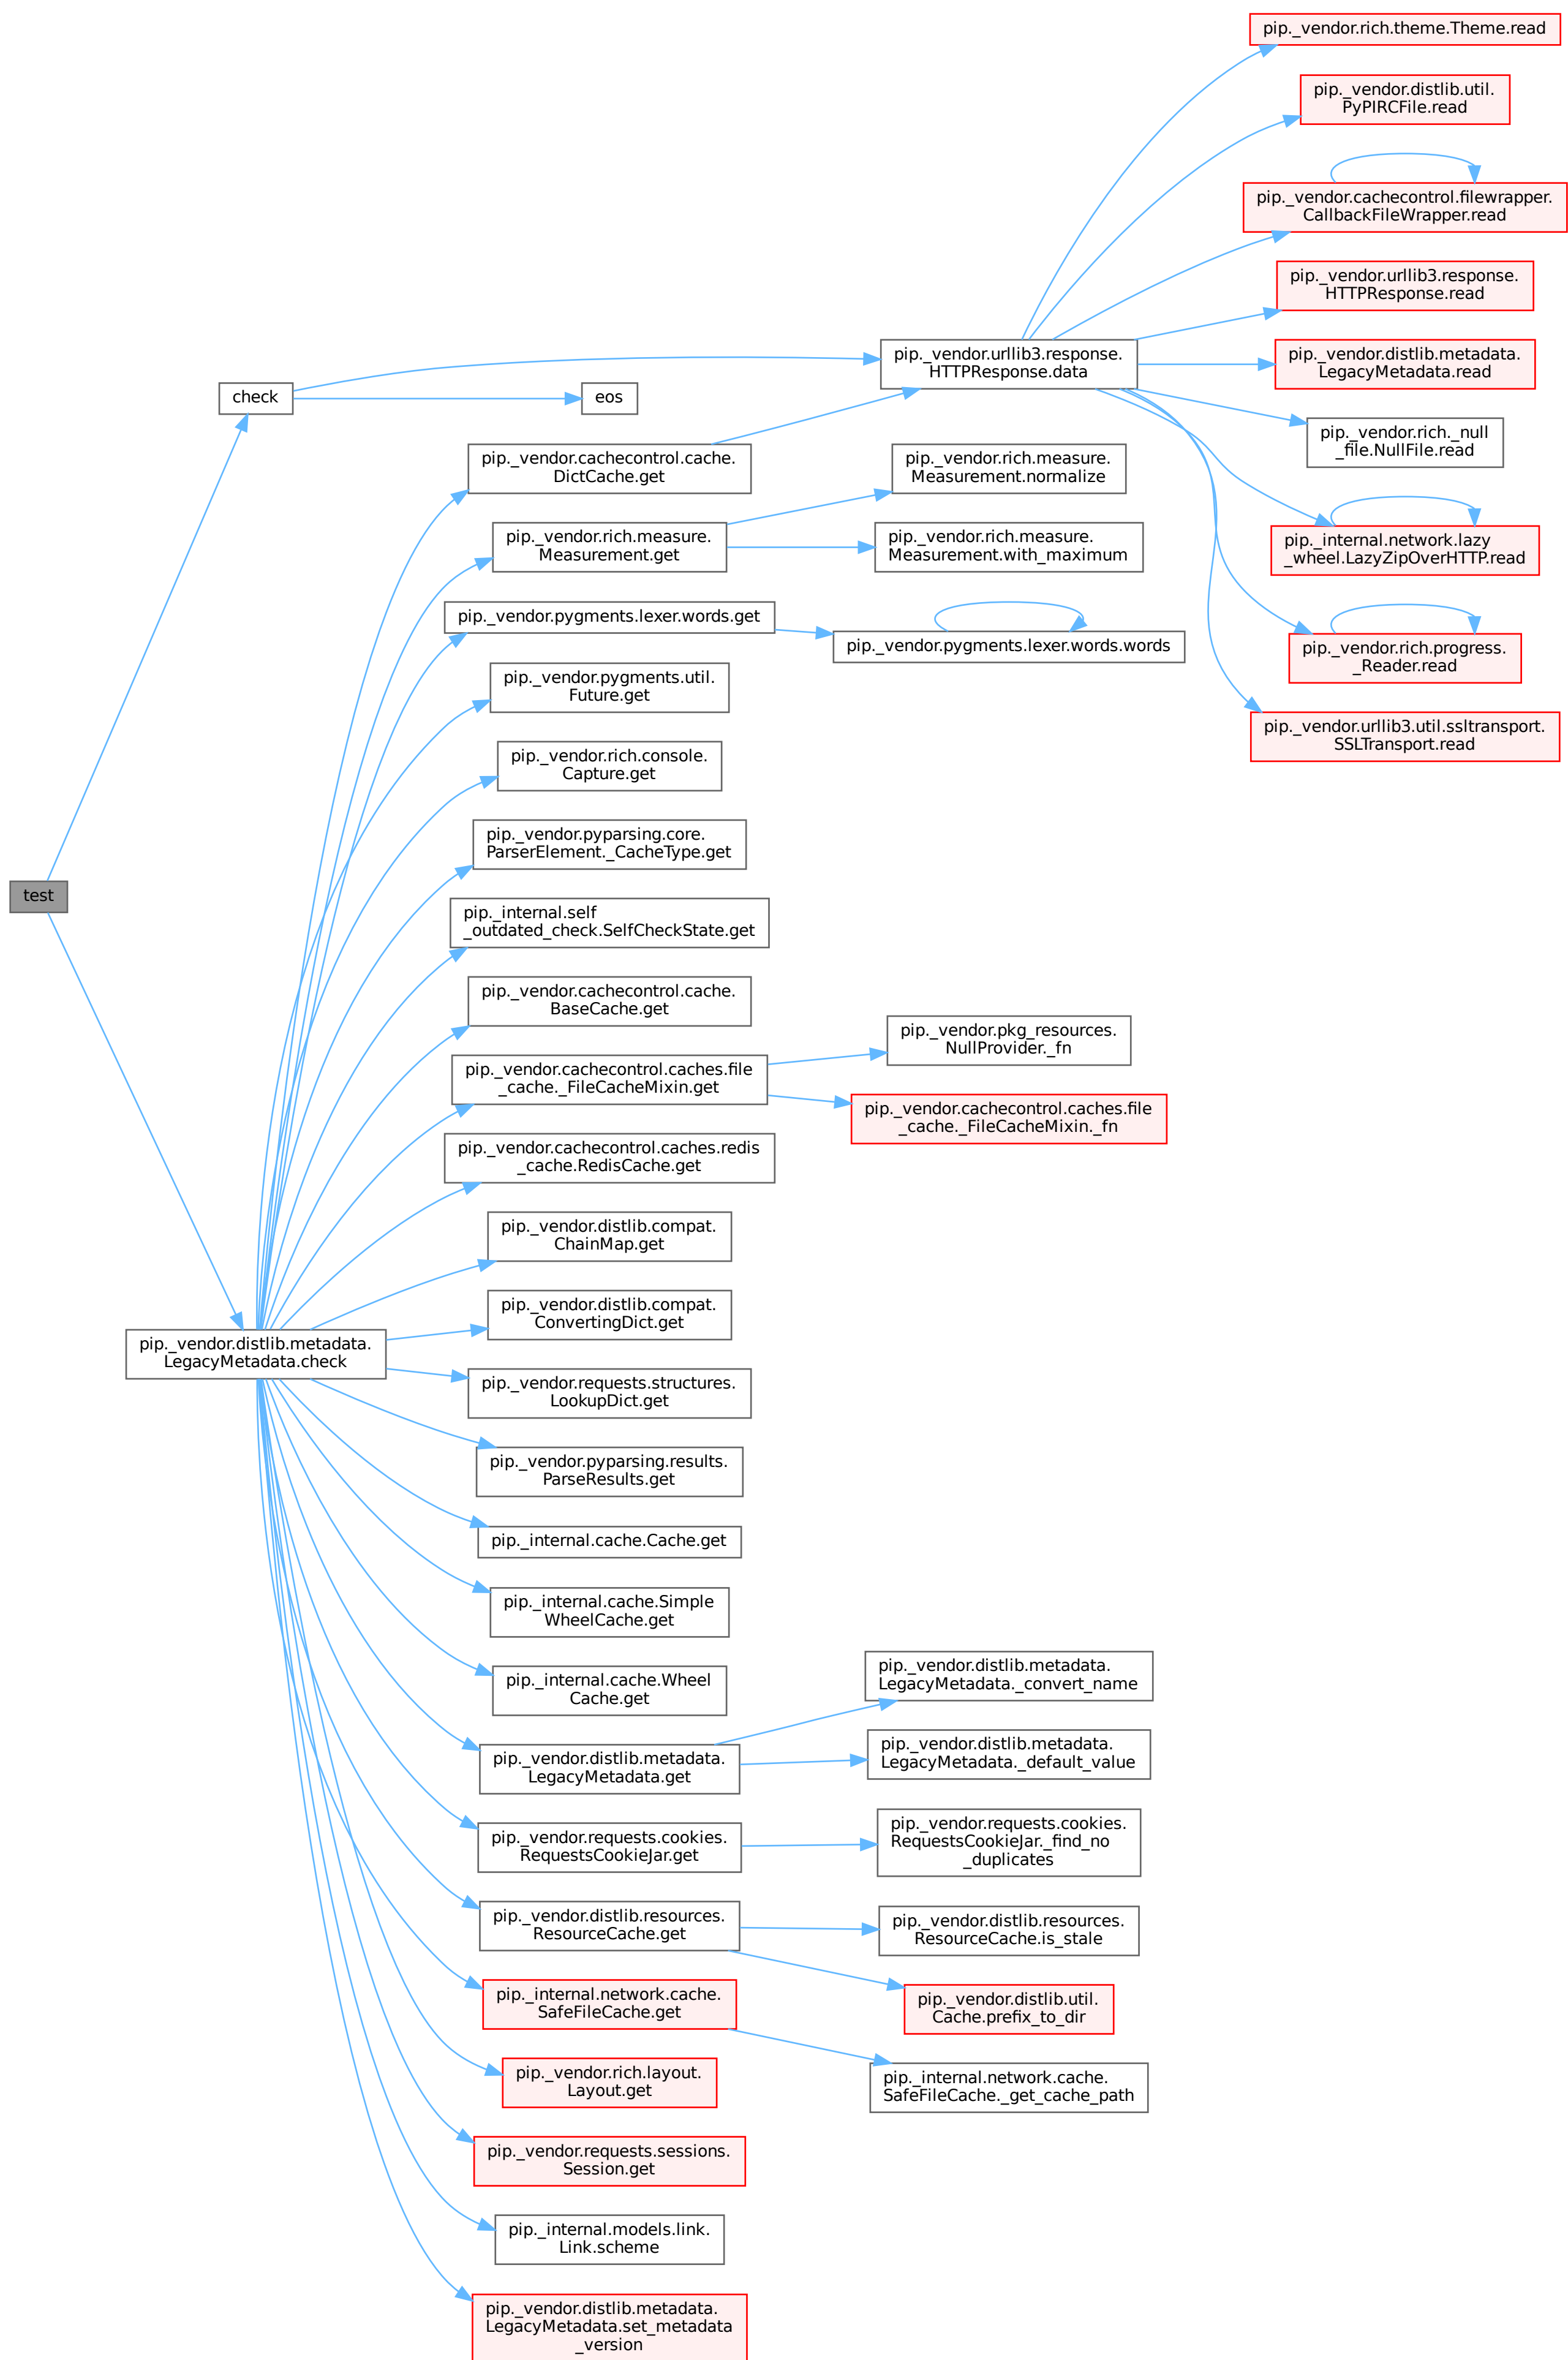 pip._vendor.rich.theme.Theme.read
pip._vendor.distlib.util.
PyPIRCFile.read
pip._vendor.cachecontrol.filewrapper.
CallbackFileWrapper.read
pip._vendor.urllib3.response.
HTTPResponse.read
pip._vendor.urllib3.response.
HTTPResponse.data
pip._vendor.distlib.metadata.
LegacyMetadata.read
check
eos
pip._vendor.rich._null
_file.NullFile.read
pip._vendor.cachecontrol.cache.
DictCache.get
pip._vendor.rich.measure.
Measurement.normalize
pip._vendor.rich.measure.
Measurement.get
pip._vendor.rich.measure.
Measurement.with_maximum
pip._internal.network.lazy
_wheel.LazyZipOverHTTP.read
pip._vendor.pygments.lexer.words.get
pip._vendor.pygments.lexer.words.words
pip._vendor.rich.progress.
_Reader.read
pip._vendor.pygments.util.
Future.get
pip._vendor.urllib3.util.ssltransport.
SSLTransport.read
pip._vendor.rich.console.
Capture.get
pip._vendor.pyparsing.core.
ParserElement._CacheType.get
test
pip._internal.self
_outdated_check.SelfCheckState.get
pip._vendor.cachecontrol.cache.
BaseCache.get
pip._vendor.pkg_resources.
NullProvider._fn
pip._vendor.cachecontrol.caches.file
_cache._FileCacheMixin.get
pip._vendor.cachecontrol.caches.file
_cache._FileCacheMixin._fn
pip._vendor.cachecontrol.caches.redis
_cache.RedisCache.get
pip._vendor.distlib.compat.
ChainMap.get
pip._vendor.distlib.compat.
ConvertingDict.get
pip._vendor.distlib.metadata.
LegacyMetadata.check
pip._vendor.requests.structures.
LookupDict.get
pip._vendor.pyparsing.results.
ParseResults.get
pip._internal.cache.Cache.get
pip._internal.cache.Simple
WheelCache.get
pip._internal.cache.Wheel
Cache.get
pip._vendor.distlib.metadata.
LegacyMetadata._convert_name
pip._vendor.distlib.metadata.
LegacyMetadata.get
pip._vendor.distlib.metadata.
LegacyMetadata._default_value
pip._vendor.requests.cookies.
RequestsCookieJar.get
pip._vendor.requests.cookies.
RequestsCookieJar._find_no
_duplicates
pip._vendor.distlib.resources.
ResourceCache.get
pip._vendor.distlib.resources.
ResourceCache.is_stale
pip._internal.network.cache.
SafeFileCache.get
pip._vendor.distlib.util.
Cache.prefix_to_dir
pip._vendor.rich.layout.
Layout.get
pip._internal.network.cache.
SafeFileCache._get_cache_path
pip._vendor.requests.sessions.
Session.get
pip._internal.models.link.
Link.scheme
pip._vendor.distlib.metadata.
LegacyMetadata.set_metadata
_version